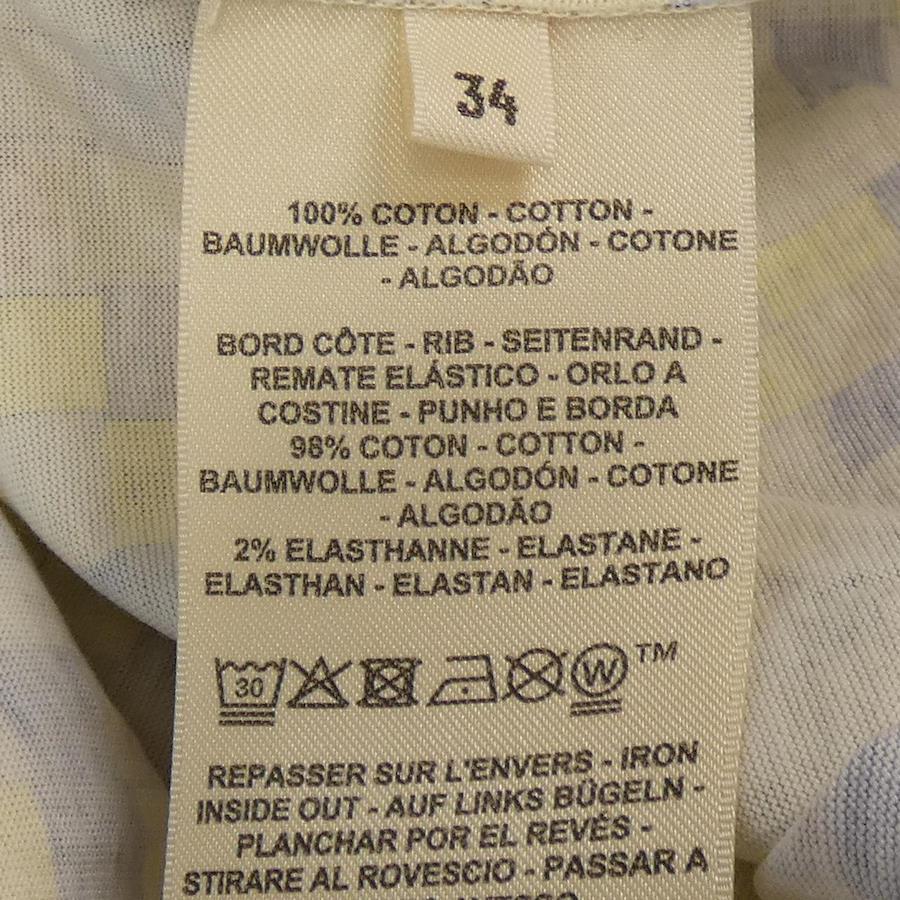 34
100% COTON - COTTON -
BAUMWOLLE - ALGODÓN - COTONE
- ALGODÃO
BORD CÔTE - RIB - SEITENRAND -
REMATE ELÁSTICO - ORLO A
COSTINE - PUNHO E BORDA
98% COTON - COTTON -
BAUMWOLLE - ALGODÓN - COTONE
- ALGODÃO
2% ELASTHANNE - ELASTANE -
ELASTHAN - ELASTAN - ELASTANO
30 W TM
REPASSER SUR L'ENVERS - IRON
INSIDE OUT - AUF LINKS BÜGELN -
PLANCHAR POR EL REVÉS -
STIRARE AL ROVESCIO - PASSAR A